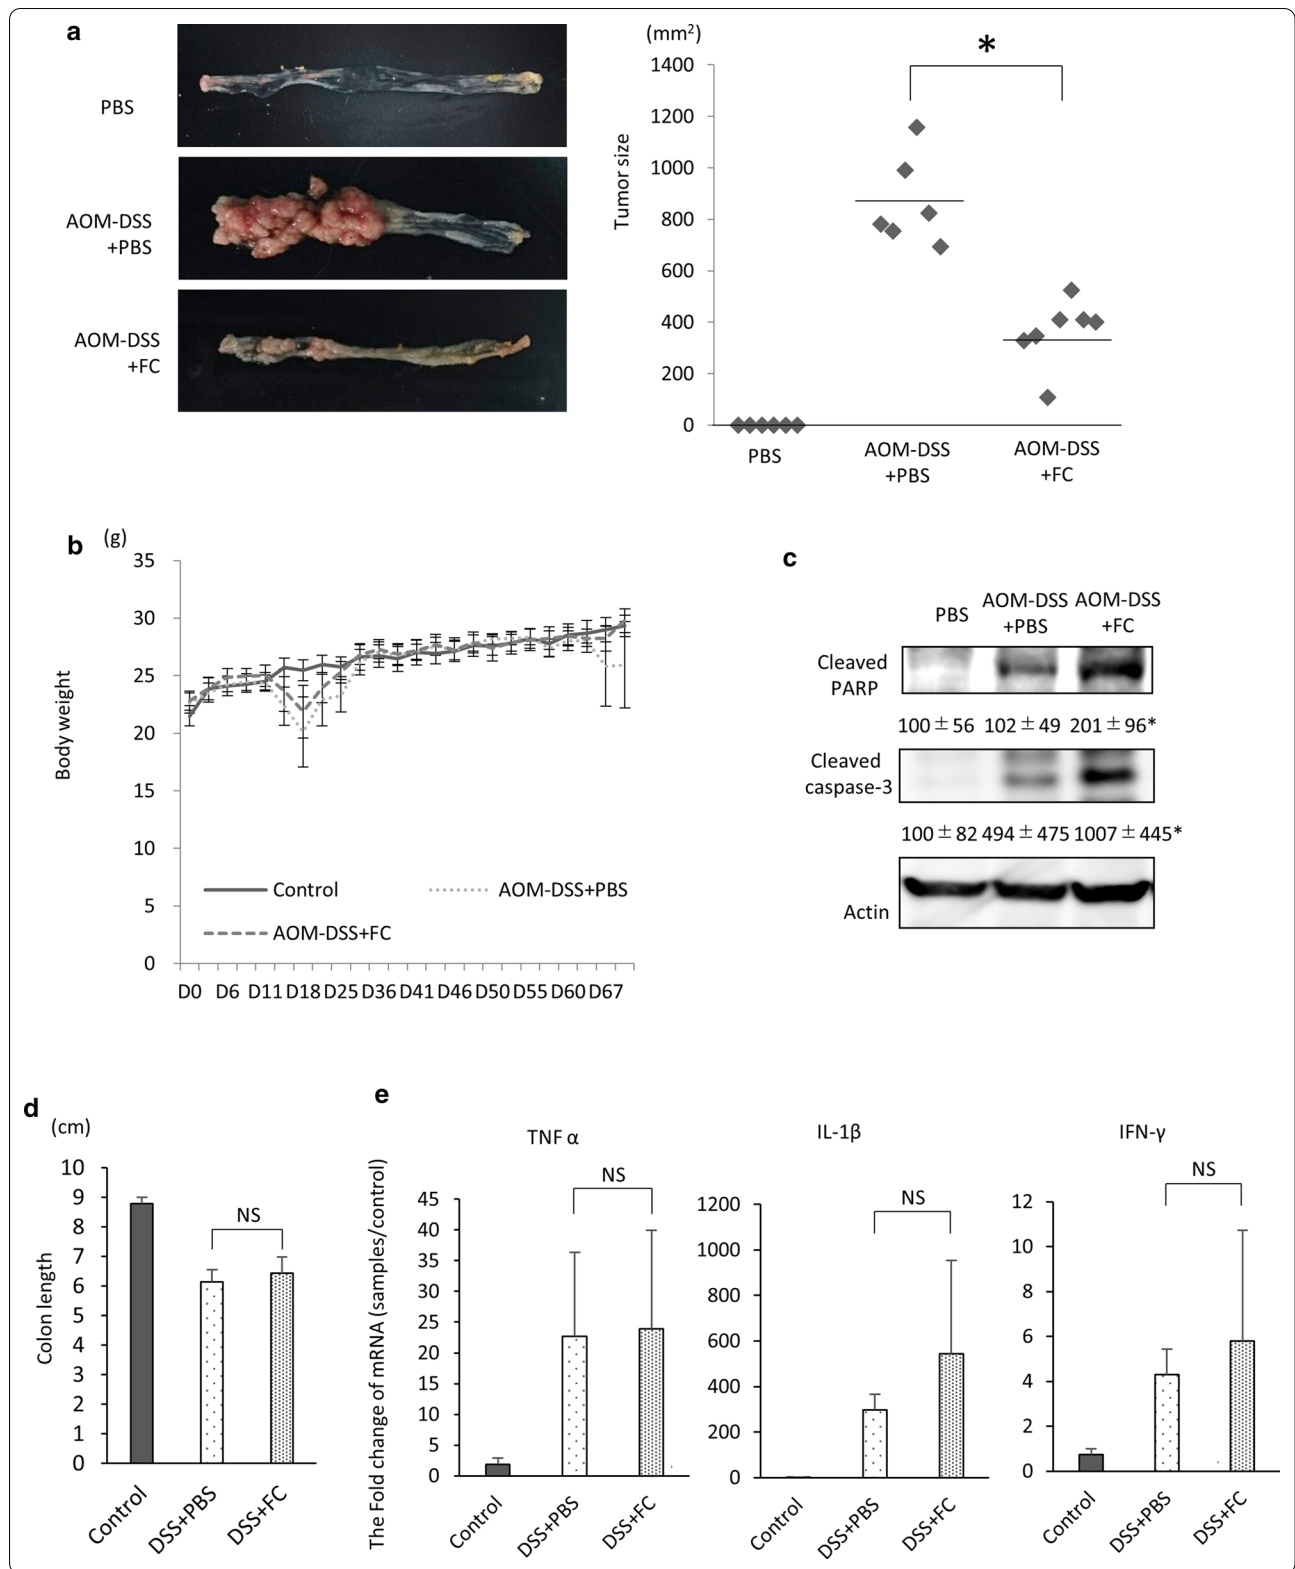 a
PBS
AOM-DSS
+PBS
AOM-DSS
+FC
(mm²)
*
Tumor size
1400
1200
1000
800
600
400
200
0
PBS
AOM-DSS
+PBS
AOM-DSS
+FC
b
(g)
Body weight
35
30
25
20
15
10
5
0
Control
AOM-DSS+PBS
AOM-DSS+FC
D0 D6 D11 D18 D25 D36 D41 D46 D50 D55 D60 D67
c
PBS
AOM-DSS
+PBS
AOM-DSS
+FC
Cleaved
PARP
100 ± 56 102 ± 49 201 ± 96*
Cleaved
caspase-3
100 ± 82 494 ± 475 1007 ± 445*
Actin
d
(cm)
Colon length
10
9
8
7
6
5
4
3
2
1
0
NS
Control
DSS+PBS
DSS+FC
e
The Fold change of mRNA (samples/control)
TNF α
45
40
35
30
25
20
15
10
5
0
NS
Control
DSS+PBS
DSS+FC
IL-1β
1200
1000
800
600
400
200
0
NS
Control
DSS+PBS
DSS+FC
IFN-γ
12
10
8
6
4
2
0
NS
Control
DSS+PBS
DSS+FC